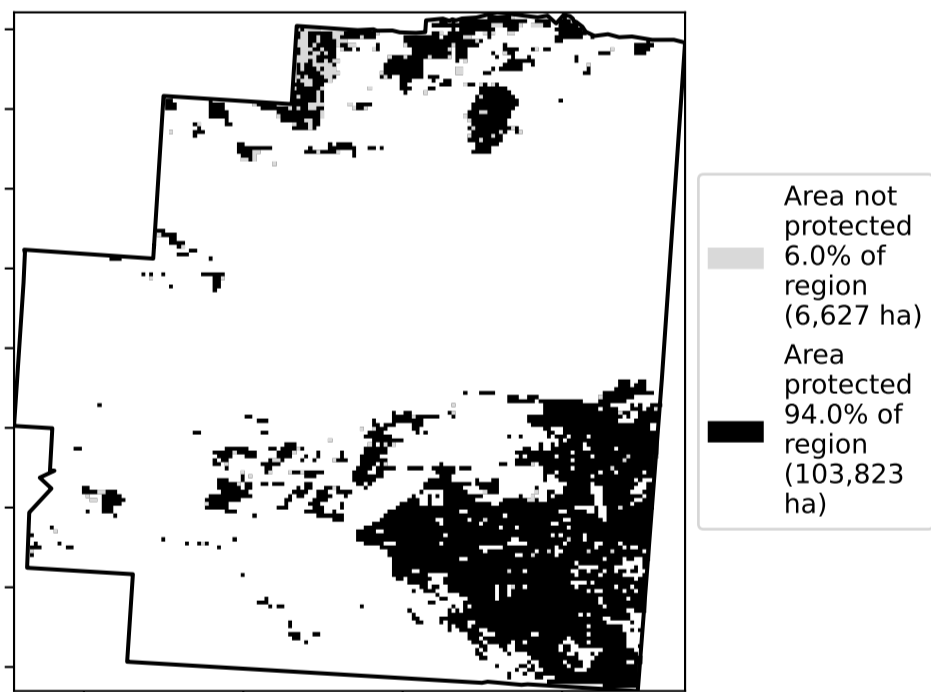 Area not
protected
6.0% of
region
(6,627 ha)
Area
protected
94.0% of
region
(103,823
ha)